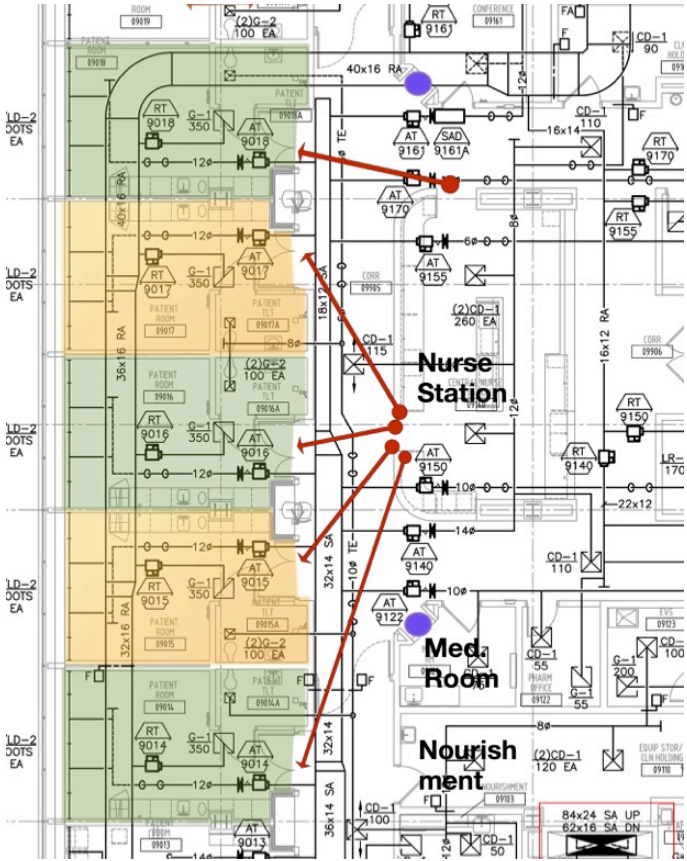 ROOM
09019
CONFERENCE
09161
RT
9161
FA
F
CD-1
90
(2)G-2
100 EA
PATIENT
ROOM
09018
40x16 RA
12ø
CLN
HOLD
LD-2
OOTS
EA
RT
9018
G-1
350
AT
9018
PATIENT
TLT
09018A
AT
9161
SAD
9161A
CD-1
110
F
16x14
RT
9170
12ø
40x16 RA
AT
9170
8ø
RT
9155
12ø
RT
9017
G-1
350
AT
9017
6ø
AT
9155
LD-2
OOTS
EA
CORR
09905
18x12 SA
PATIENT
ROOM
09017
PATIENT
TLT
09017A
(2)CD-1
260 EA
16x12 RA
36x16 RA
8ø
CD-1
115
CORR
09906
(2)G-2
100 EA
Nurse
Station
LD-2
OOTS
EA
PATIENT
ROOM
09016
PATIENT
TLT
09016A
CENTRAL NURSE
12ø
RT
9016
G-1
350
AT
9016
RT
9150
12ø
AT
9150
RT
9140
LR-
170
10ø
22x12
14ø
32x14 SA
10ø TE
12ø
RT
9015
G-1
350
AT
9015
AT
9140
CD-1
110
LD-2
OOTS
EA
32x16 RA
PATIENT
ROOM
09015
PATIENT
TLT
09015A
AT
9122
10ø
EVS
09123
CD-1
100
(2)G-2
100 EA
Med.
Room
CD-1
55
G-1
200
F
F
F
PATIENT
ROOM
09014
PATIENT
TLT
09014A
PHARM
OFFICE
09122
G-1
55
LD-2
OOTS
EA
RT
9014
G-1
350
AT
9014
32x14
8ø
Nourish
ment
(2)CD-1
120 EA
EQUIP STOR/
CLN HOLDING
09110
12ø
36x14 SA
NOURISHMENT
09103
F
CD-1
100
84x24 SA UP
62x16 SA DN
ROOM
09013
AT
9013
14ø
CD-1
50